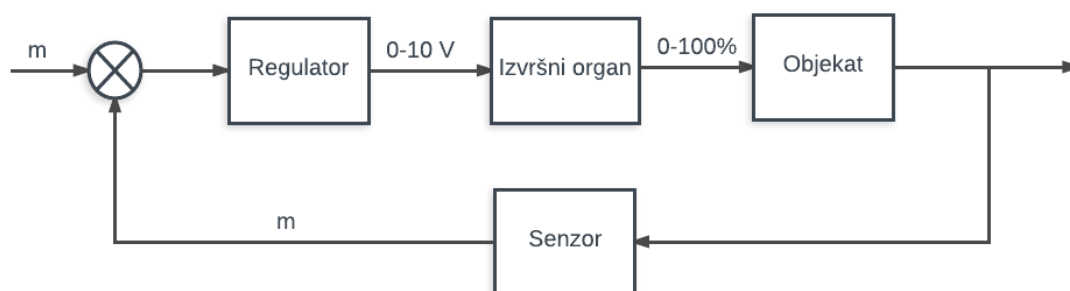 m
Regulator
0-10 V
Izvršni organ
0-100%
Objekat
m
Senzor